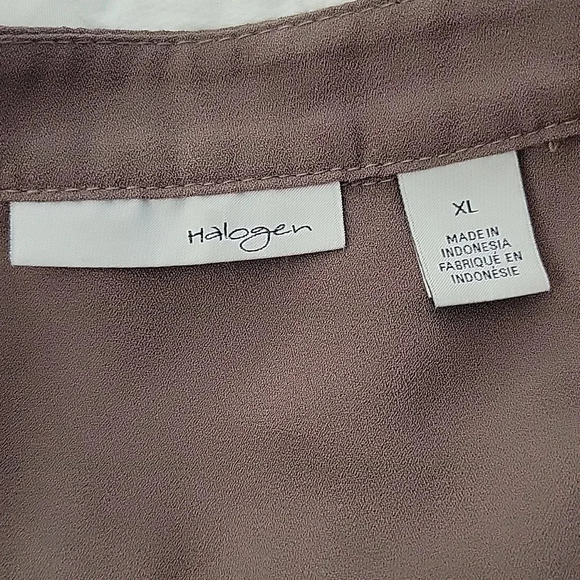 Halogen
XL
MADE IN
INDONESIA
FABRIQUÉ EN
INDONÉSIE